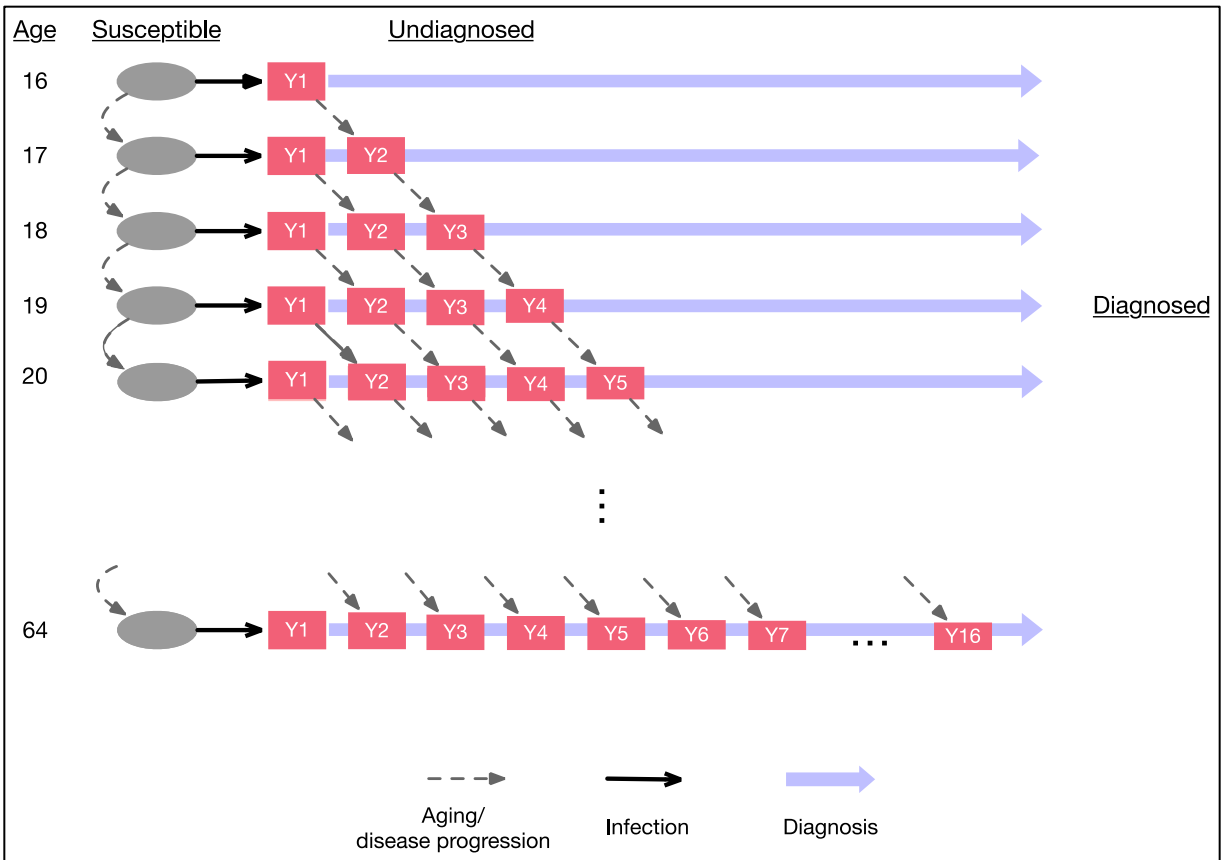 Age Susceptible Undiagnosed
16 Y1
17 Y1 Y2
18 Y1 Y2 Y3
19 Y1 Y2 Y3 Y4 Diagnosed
20 Y1 Y2 Y3 Y4 Y5
...
64 Y1 Y2 Y3 Y4 Y5 Y6 Y7 ... Y16
Aging/
disease progression Infection Diagnosis